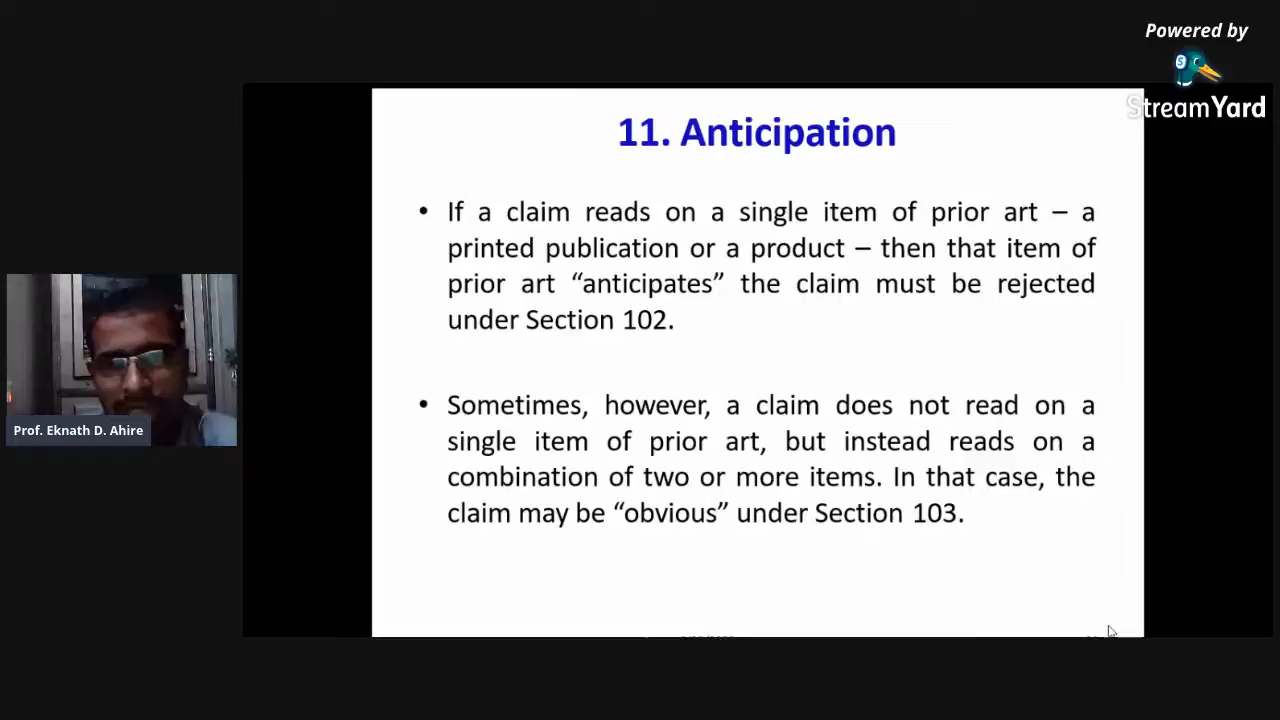 Powered by
StreamYard
11. Anticipation
• If a claim reads on a single item of prior art – a
printed publication or a product – then that item of
prior art “anticipates” the claim must be rejected
under Section 102.
• Sometimes, however, a claim does not read on a
single item of prior art, but instead reads on a
combination of two or more items. In that case, the
claim may be “obvious” under Section 103.
Prof. Eknath D. Ahire